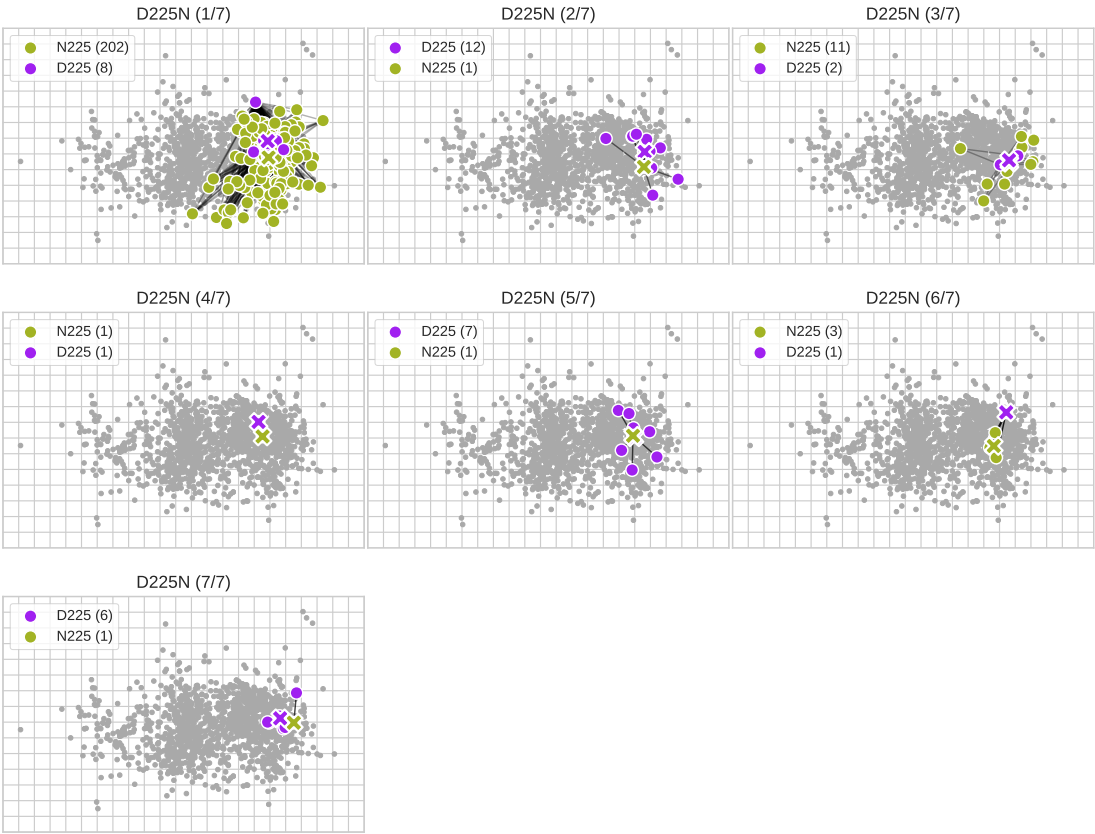 D225N (1/7)
N225 (202)
D225 (8)
D225N (2/7)
D225 (12)
N225 (1)
D225N (3/7)
N225 (11)
D225 (2)
D225N (4/7)
N225 (1)
D225 (1)
D225N (5/7)
D225 (7)
N225 (1)
D225N (6/7)
N225 (3)
D225 (1)
D225N (7/7)
D225 (6)
N225 (1)